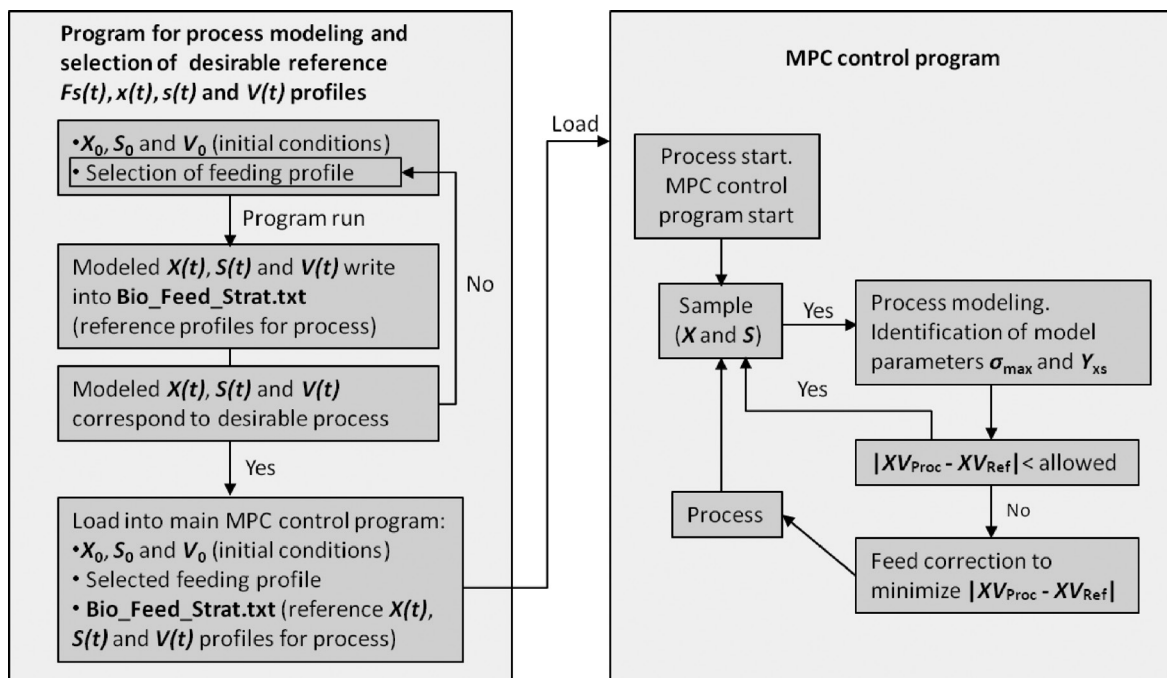 Program for process modeling and
selection of desirable reference
Fs(t), x(t), s(t) and V(t) profiles
•X₀, S₀ and V₀ (initial conditions)
• Selection of feeding profile
Program run
Modeled X(t), S(t) and V(t) write
into Bio_Feed_Strat.txt
(reference profiles for process)
No
Modeled X(t), S(t) and V(t)
correspond to desirable process
Yes
Load into main MPC control program:
•X₀, S₀ and V₀ (initial conditions)
• Selected feeding profile
• Bio_Feed_Strat.txt (reference X(t),
S(t) and V(t) profiles for process)
Load
MPC control program
Process start.
MPC control
program start
Sample
(X and S)
Yes
Process modeling.
Identification of model
parameters σmax and Yxs
Yes
|XVProc - XVRef|< allowed
No
Process
Feed correction to
minimize |XVProc - XVRef|